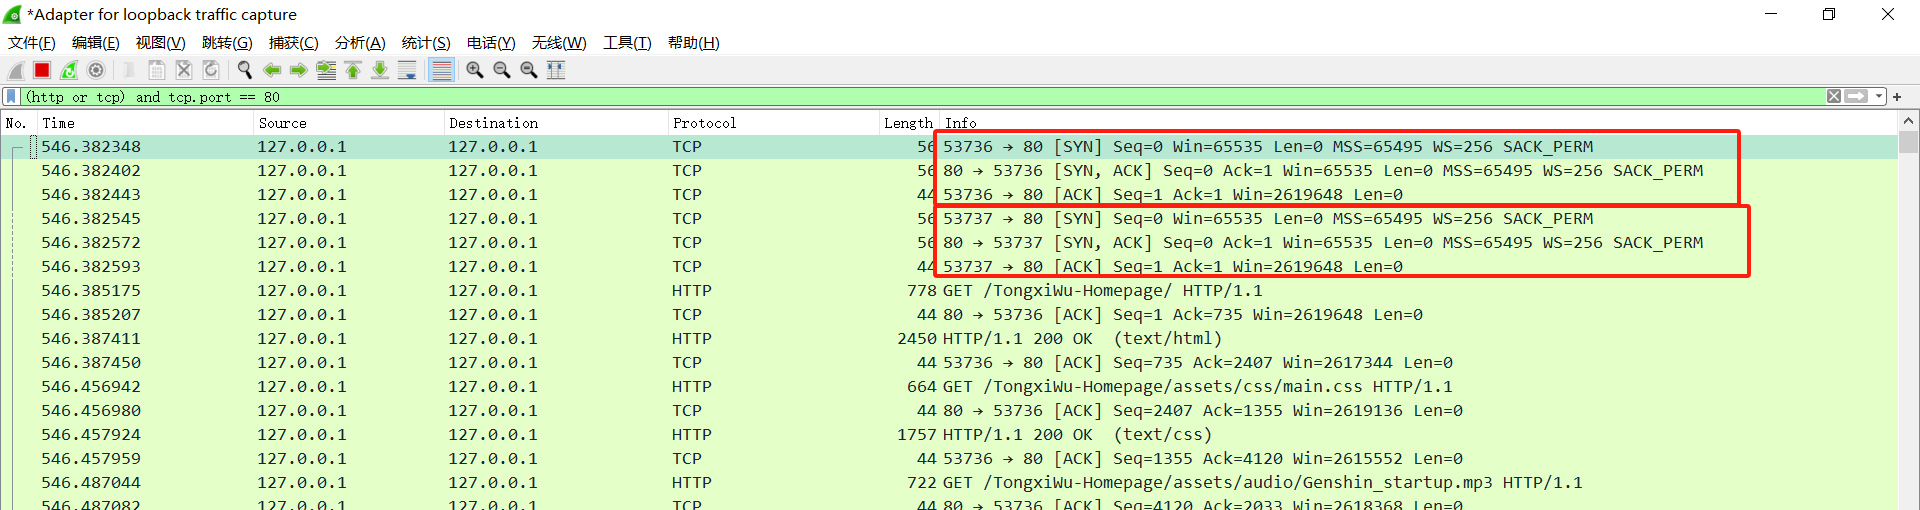 *Adapter for loopback traffic capture
文件(F) 编辑(E) 视图(V) 跳转(G) 捕获(C) 分析(A) 统计(S) 电话(Y) 无线(W) 工具(T) 帮助(H)
(http or tcp) and tcp.port == 80
No. Time Source Destination Protocol Length Info
546.382348 127.0.0.1 127.0.0.1 TCP 56 53736 → 80 [SYN] Seq=0 Win=65535 Len=0 MSS=65495 WS=256 SACK_PERM
546.382402 127.0.0.1 127.0.0.1 TCP 56 80 → 53736 [SYN, ACK] Seq=0 Ack=1 Win=65535 Len=0 MSS=65495 WS=256 SACK_PERM
546.382443 127.0.0.1 127.0.0.1 TCP 44 53736 → 80 [ACK] Seq=1 Ack=1 Win=2619648 Len=0
546.382545 127.0.0.1 127.0.0.1 TCP 56 53737 → 80 [SYN] Seq=0 Win=65535 Len=0 MSS=65495 WS=256 SACK_PERM
546.382572 127.0.0.1 127.0.0.1 TCP 56 80 → 53737 [SYN, ACK] Seq=0 Ack=1 Win=65535 Len=0 MSS=65495 WS=256 SACK_PERM
546.382593 127.0.0.1 127.0.0.1 TCP 44 53737 → 80 [ACK] Seq=1 Ack=1 Win=2619648 Len=0
546.385175 127.0.0.1 127.0.0.1 HTTP 778 GET /TongxiWu-Homepage/ HTTP/1.1
546.385207 127.0.0.1 127.0.0.1 TCP 44 80 → 53736 [ACK] Seq=1 Ack=735 Win=2619648 Len=0
546.387411 127.0.0.1 127.0.0.1 HTTP 2450 HTTP/1.1 200 OK (text/html)
546.387450 127.0.0.1 127.0.0.1 TCP 44 53736 → 80 [ACK] Seq=735 Ack=2407 Win=2617344 Len=0
546.456942 127.0.0.1 127.0.0.1 HTTP 664 GET /TongxiWu-Homepage/assets/css/main.css HTTP/1.1
546.456980 127.0.0.1 127.0.0.1 TCP 44 80 → 53736 [ACK] Seq=2407 Ack=1355 Win=2619136 Len=0
546.457924 127.0.0.1 127.0.0.1 HTTP 1757 HTTP/1.1 200 OK (text/css)
546.457959 127.0.0.1 127.0.0.1 TCP 44 53736 → 80 [ACK] Seq=1355 Ack=4120 Win=2615552 Len=0
546.487044 127.0.0.1 127.0.0.1 HTTP 722 GET /TongxiWu-Homepage/assets/audio/Genshin_startup.mp3 HTTP/1.1
546.487082 127.0.0.1 127.0.0.1 TCP 44 80 → 53736 [ACK] Seq=4120 Ack=2033 Win=2618368 Len=0